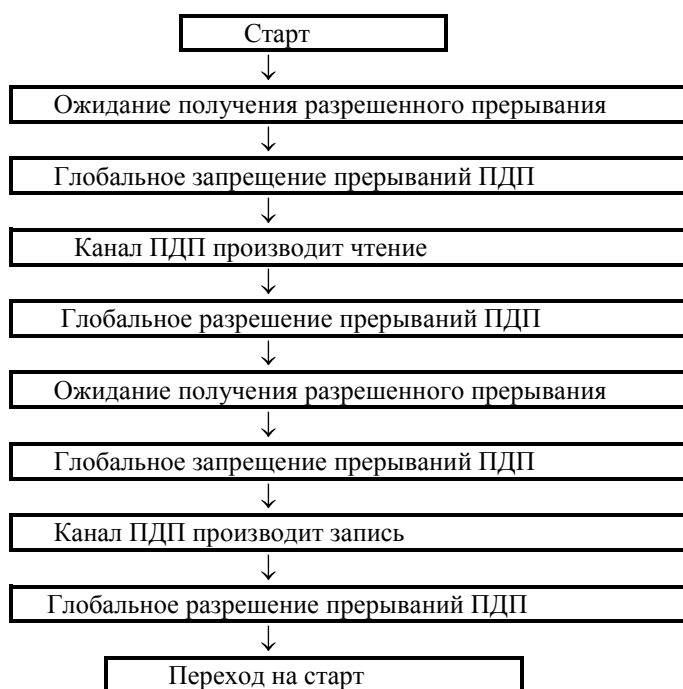 Старт
Ожидание получения разрешенного прерывания
Глобальное запрещение прерываний ПДП
Канал ПДП производит чтение
Глобальное разрешение прерываний ПДП
Ожидание получения разрешенного прерывания
Глобальное запрещение прерываний ПДП
Канал ПДП производит запись
Глобальное разрешение прерываний ПДП
Переход на старт